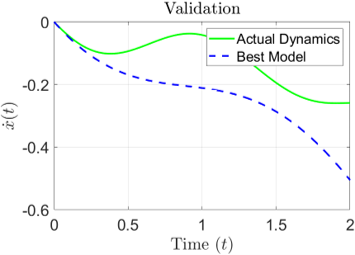 Validation
Actual Dynamics
Best Model
ẋ(t)
0
-0.2
-0.4
-0.6
0 0.5 1 1.5 2
Time (t)